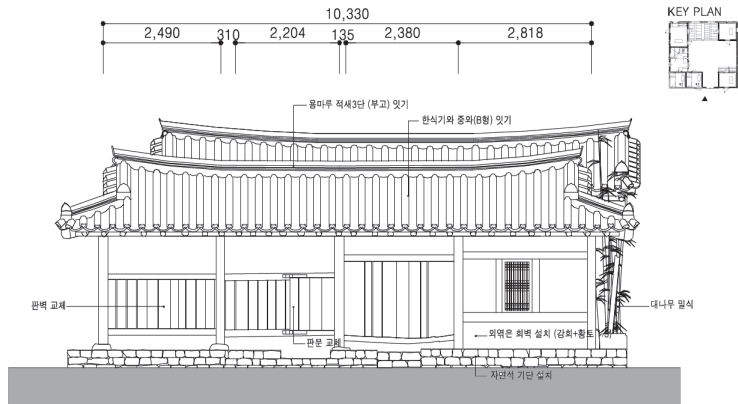 10,330
KEY PLAN
2,490 310 2,204 135 2,380 2,818
용마루 적새3단 (부고) 잇기
한식기와 중와(B형) 잇기
판벽 교체
대나무 밀식
외엮은 회벽 설치 (강회+황토
판문 교체
자연석 기단 설치